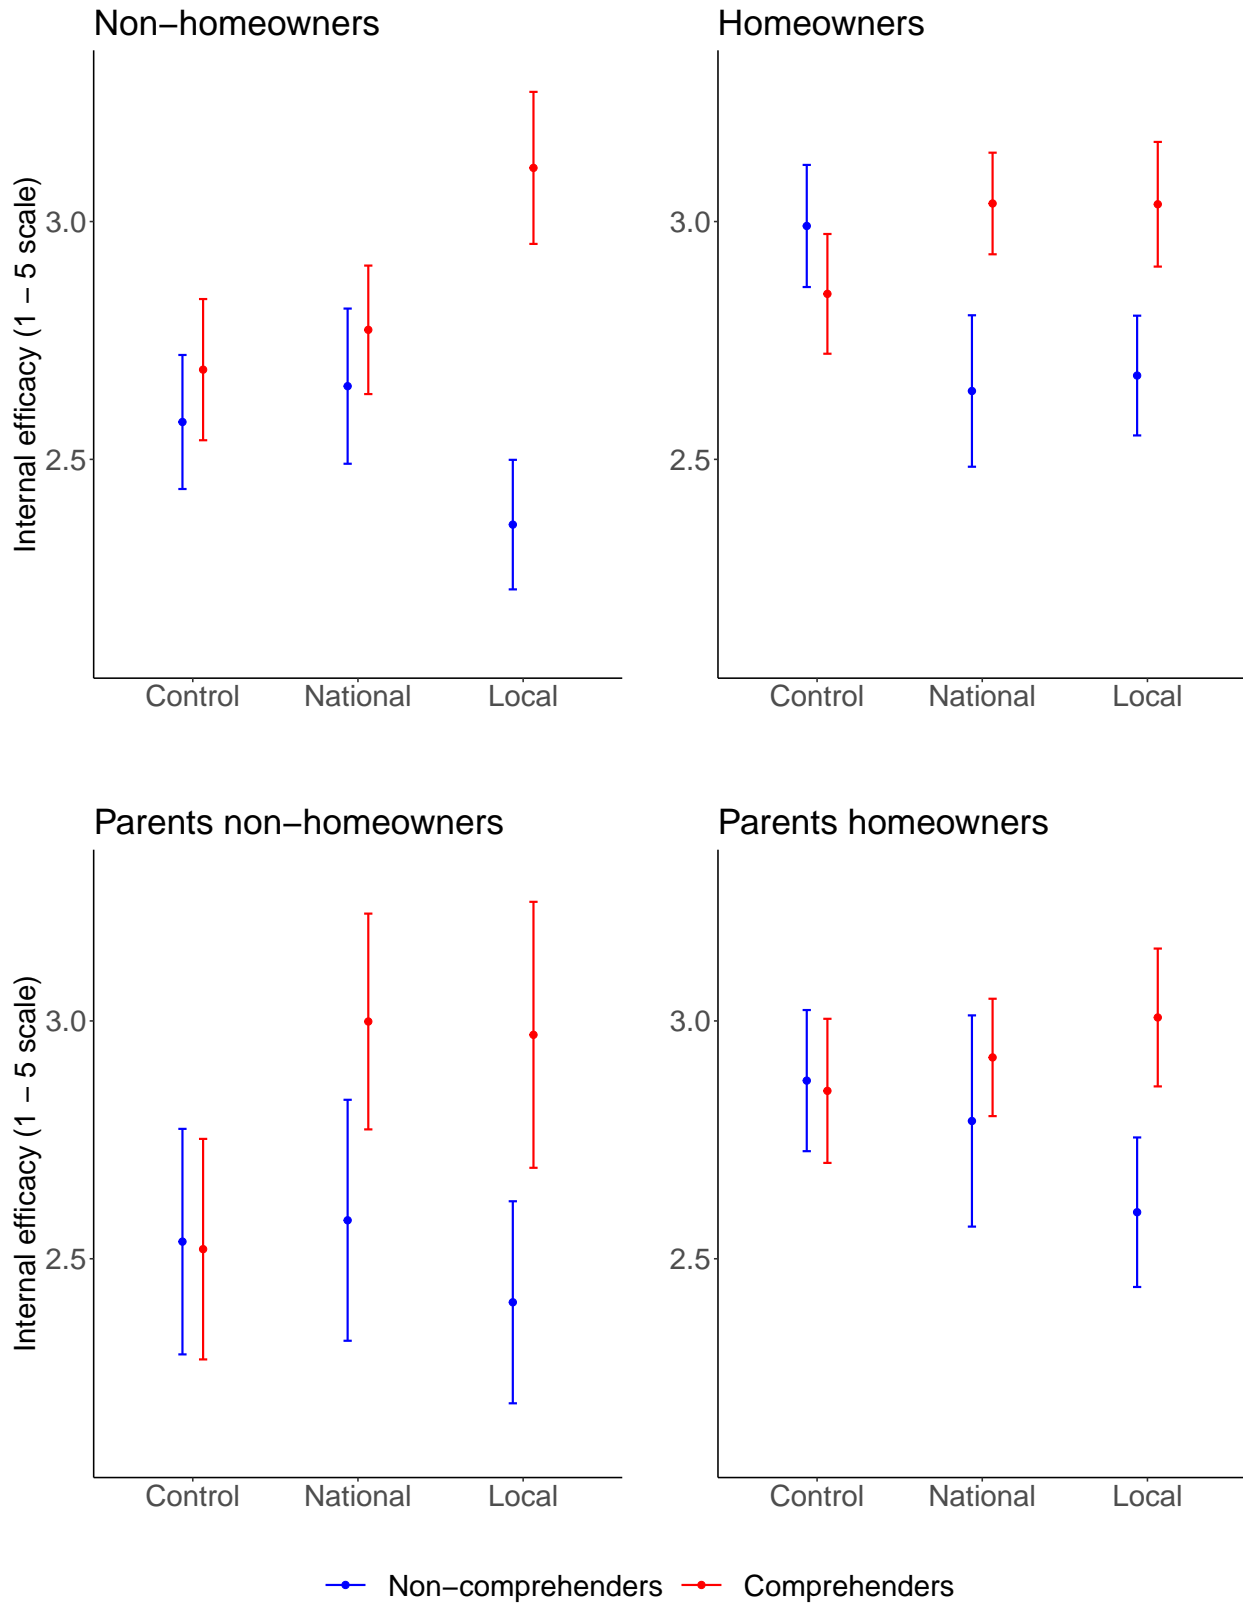 Non−homeowners
Homeowners
Internal efficacy (1 − 5 scale)
3.0
2.5
Control National Local
3.0
2.5
Control National Local
Parents non−homeowners
Parents homeowners
Internal efficacy (1 − 5 scale)
3.0
2.5
Control National Local
3.0
2.5
Control National Local
Non−comprehenders Comprehenders